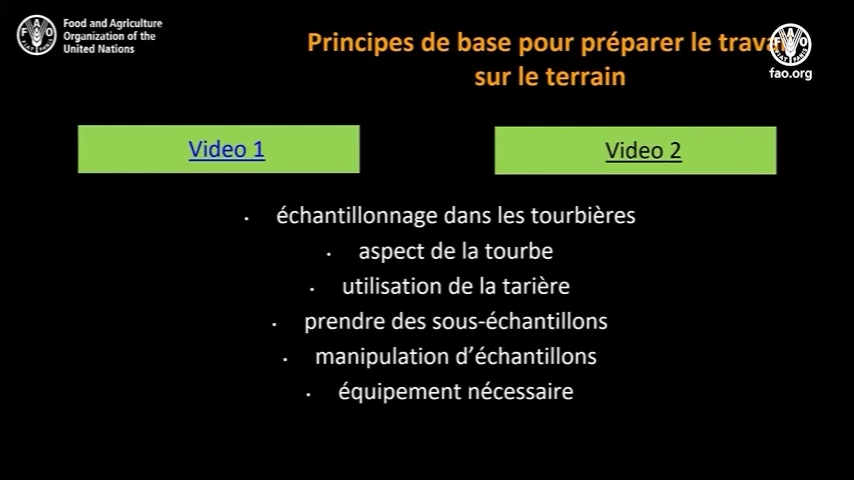 Food and Agriculture
Organization of the
United Nations
Principes de base pour préparer le travail
sur le terrain
fao.org
Video 1
Video 2
· échantillonnage dans les tourbières
· aspect de la tourbe
· utilisation de la tarière
· prendre des sous-échantillons
· manipulation d’échantillons
· équipement nécessaire